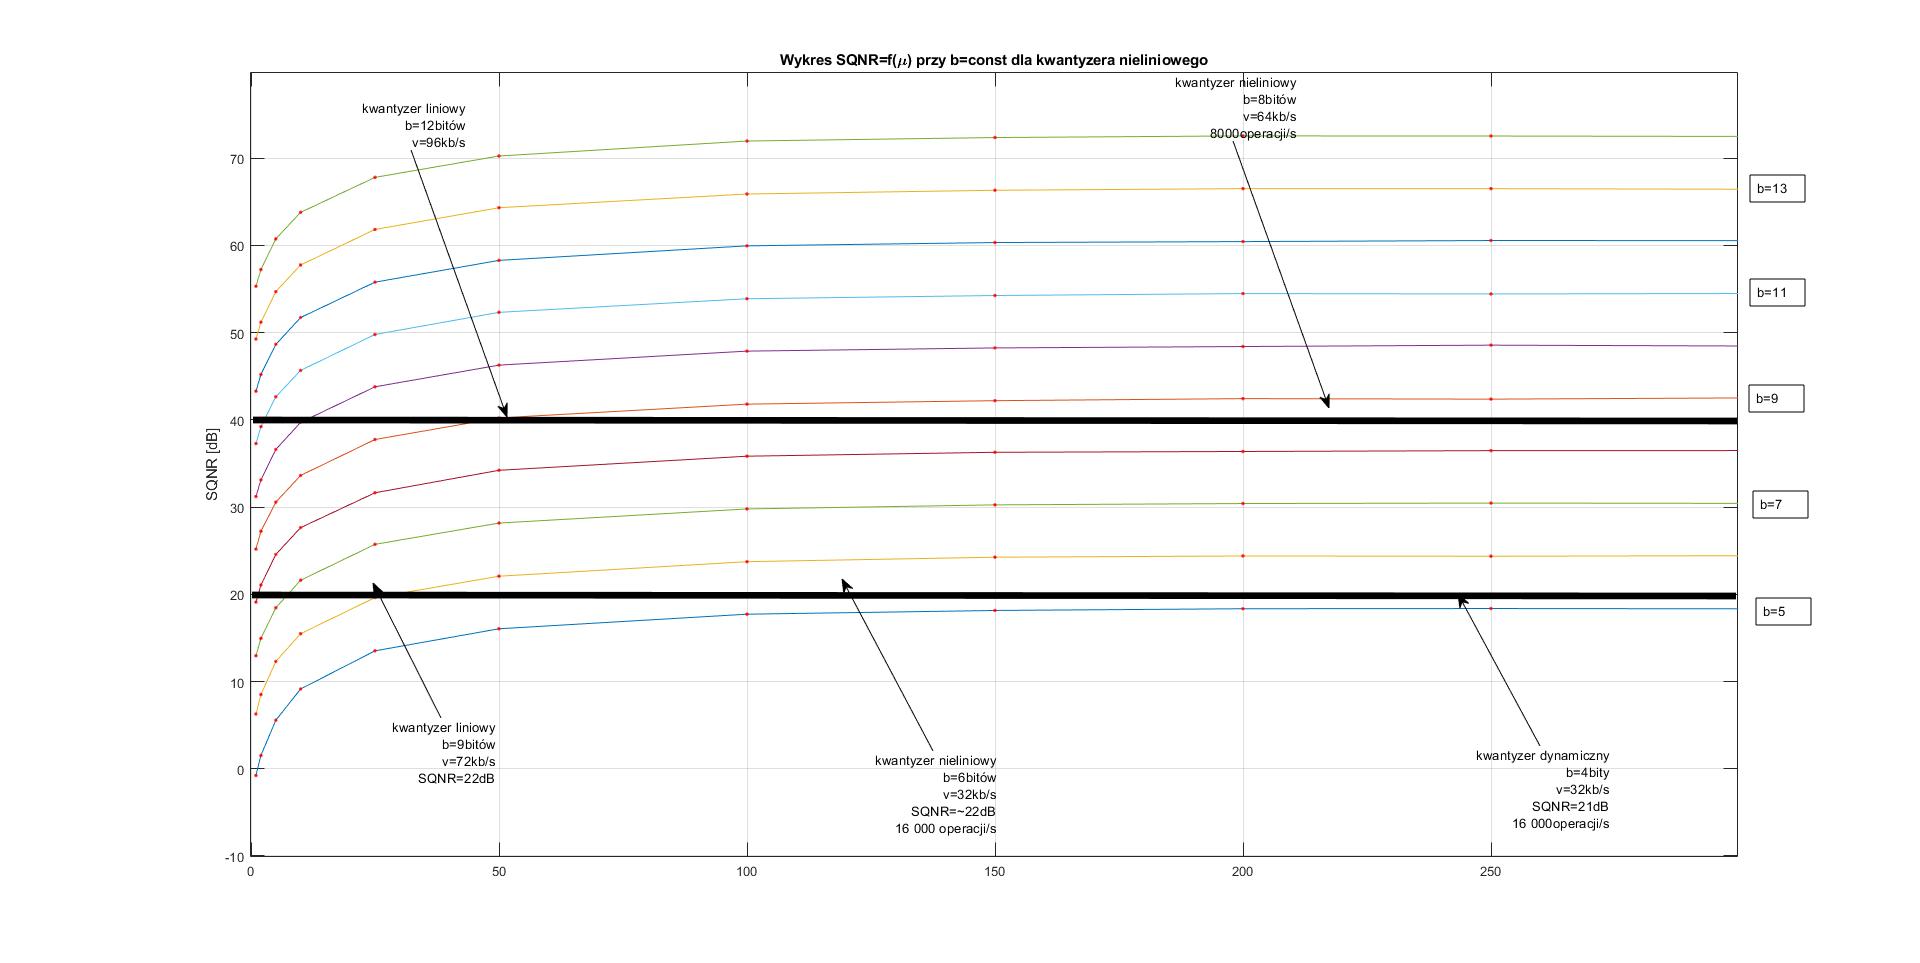 Wykres SQNR=f(μ) przy b=const dla kwantyzera nieliniowego
kwantyzer liniowy
b=12bitów
v=96kb/s
kwantyzer nieliniowy
b=8bitów
v=64kb/s
8000operacji/s
70
60
50
40
30
20
10
0
-10
SQNR [dB]
b=13
b=11
b=9
b=7
b=5
kwantyzer liniowy
b=9bitów
v=72kb/s
SQNR=22dB
kwantyzer nieliniowy
b=6bitów
v=32kb/s
SQNR=~22dB
16 000 operacji/s
kwantyzer dynamiczny
b=4bity
v=32kb/s
SQNR=21dB
16 000operacji/s
0
50
100
150
200
250